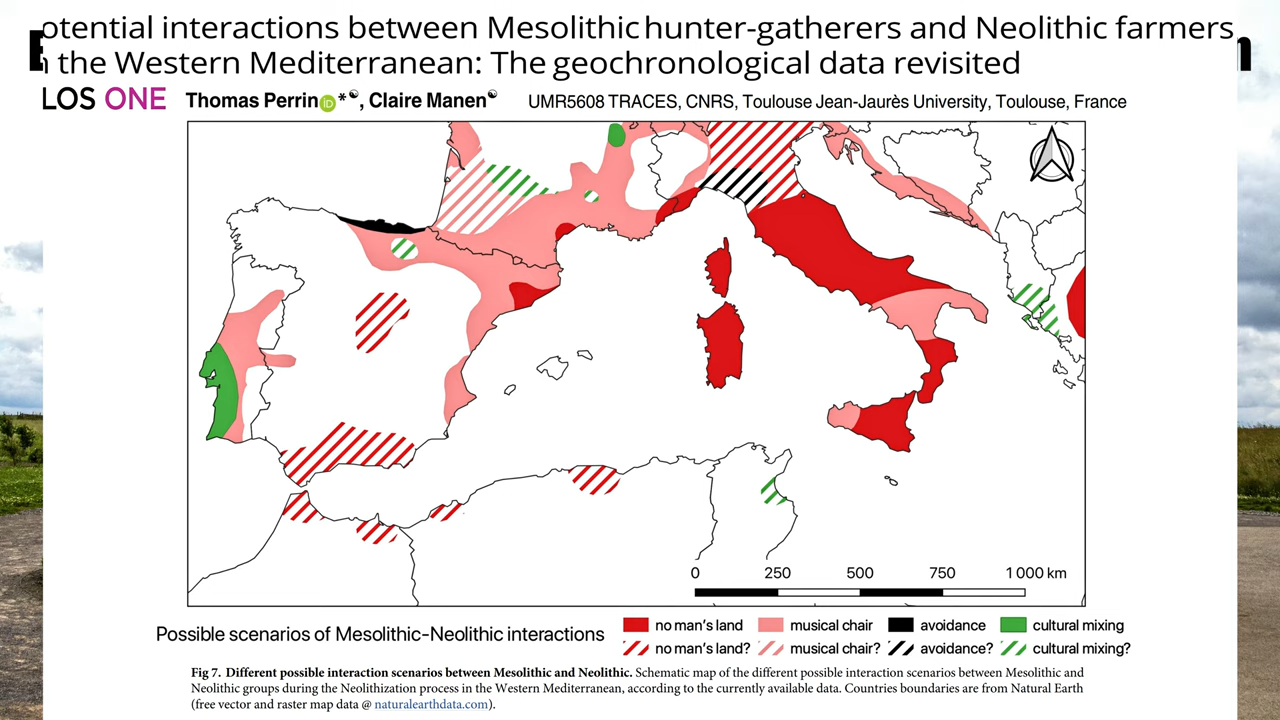 otential interactions between Mesolithic hunter-gatherers and Neolithic farmers
the Western Mediterranean: The geochronological data revisited
LOS ONE Thomas Perrin iD *☯, Claire Manen☯ UMR5608 TRACES, CNRS, Toulouse Jean-Jaurès University, Toulouse, France
0 250 500 750 1 000 km
Possible scenarios of Mesolithic-Neolithic interactions
no man's land musical chair avoidance cultural mixing
no man's land? musical chair? avoidance? cultural mixing?
Fig 7. Different possible interaction scenarios between Mesolithic and Neolithic. Schematic map of the different possible interaction scenarios between Mesolithic and
Neolithic groups during the Neolithization process in the Western Mediterranean, according to the currently available data. Countries boundaries are from Natural Earth
(free vector and raster map data @ naturalearthdata.com).